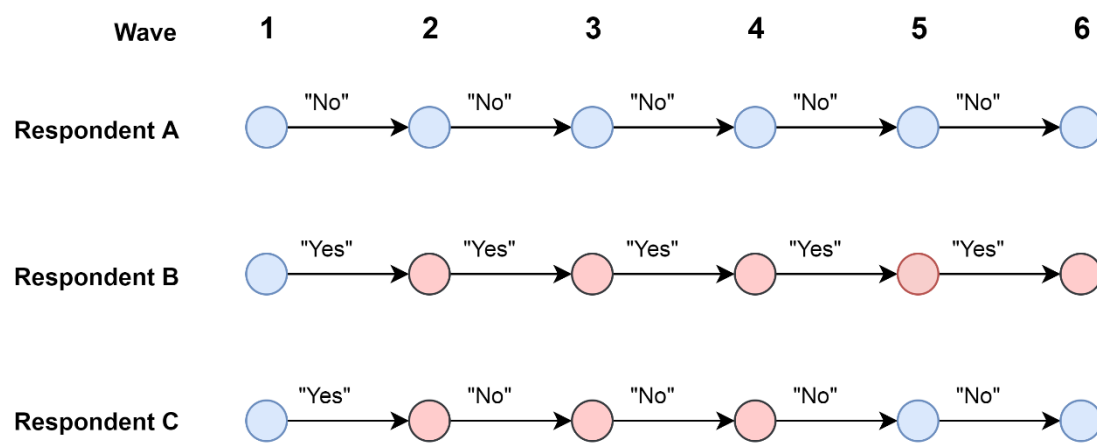 Wave 1 2 3 4 5 6
"No" "No" "No" "No" "No"
Respondent A
"Yes" "Yes" "Yes" "Yes" "Yes"
Respondent B
"Yes" "No" "No" "No" "No"
Respondent C